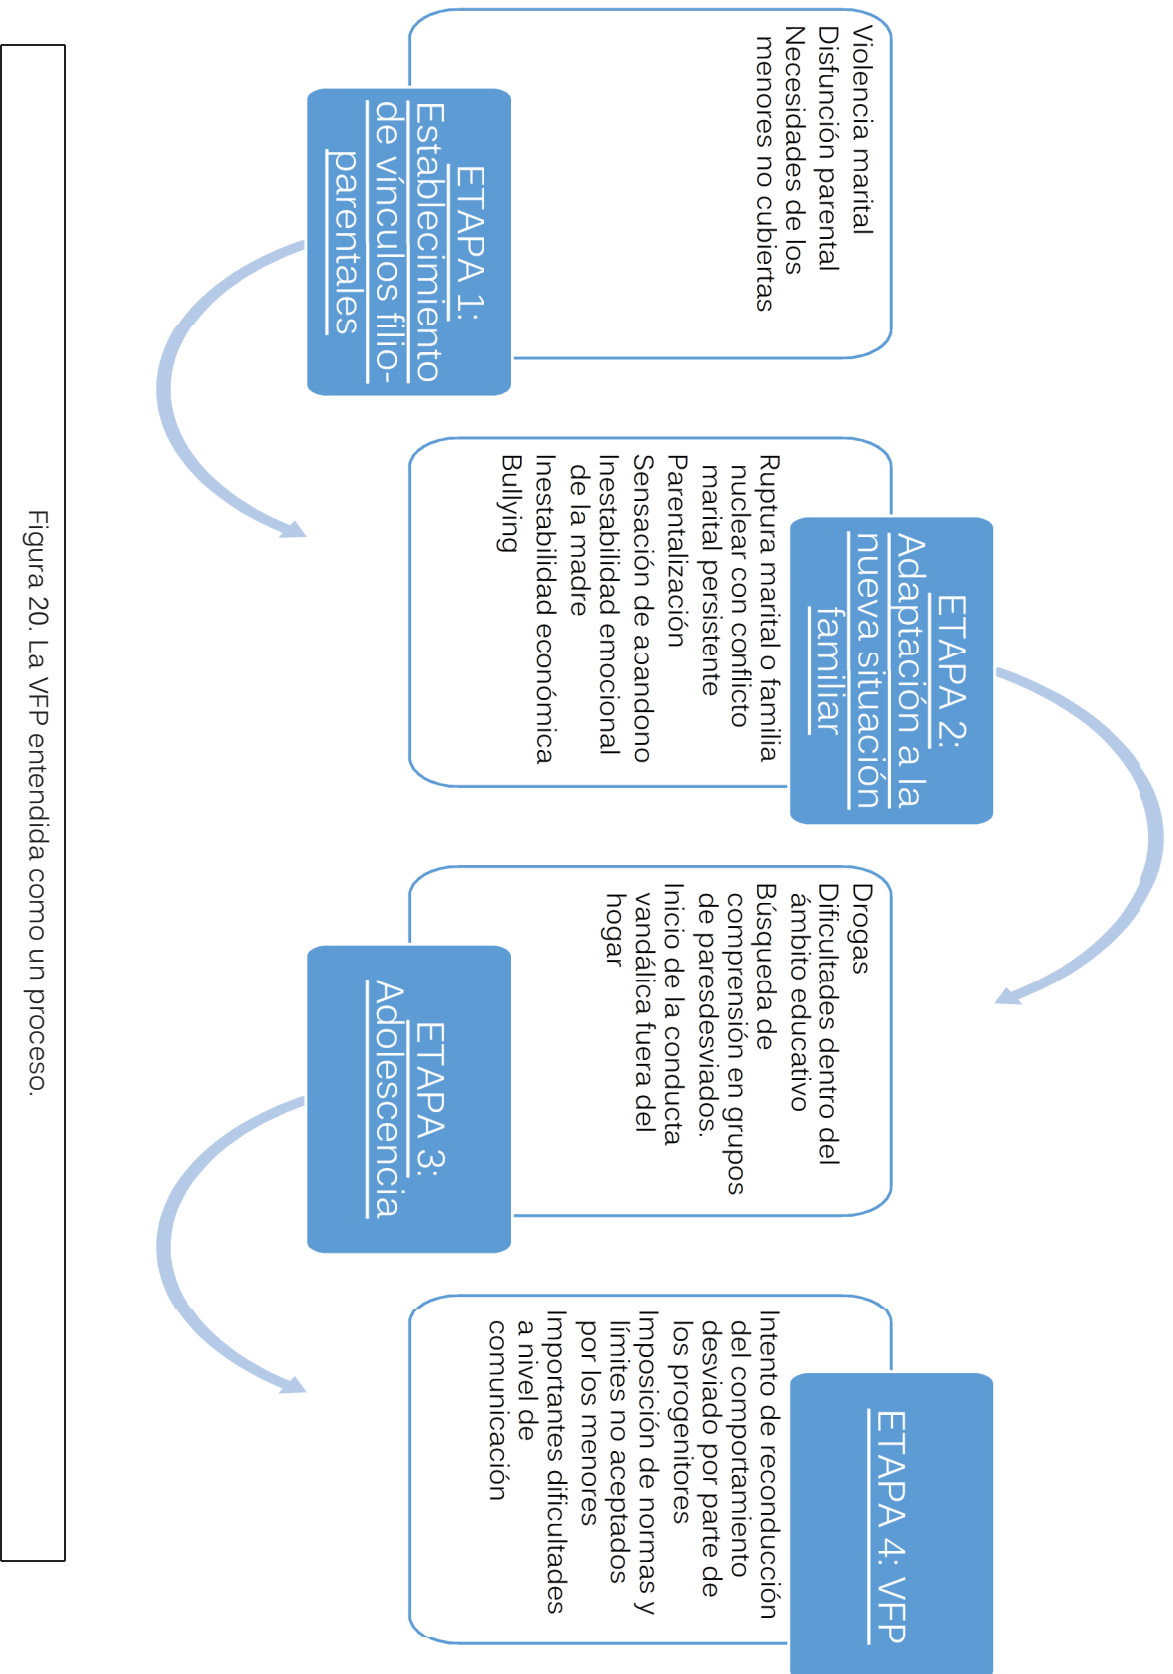 Violencia marital
Disfunción parental
Necesidades de los
menores no cubiertas
ETAPA 1:
Establecimiento
de vínculos filio-
parentales
ETAPA 2:
Adaptación a la
nueva situación
familiar
Ruptura marital o familia
nuclear con conflicto
marital persistente
Parentalización
Sensación de abandono
Inestabilidad emocional
de la madre
Inestabilidad económica
Bullying
Drogas
Dificultades dentro del
ámbito educativo
Búsqueda de
comprensión en grupos
de paresdesviados.
Inicio de la conducta
vandálica fuera del
hogar
ETAPA 3:
Adolescencia
ETAPA 4: VFP
Intento de reconducción
del comportamiento
desviado por parte de
los progenitores
Imposición de normas y
límites no aceptados
por los menores
Importantes dificultades
a nivel de
comunicación
Figura 20. La VFP entendida como un proceso.